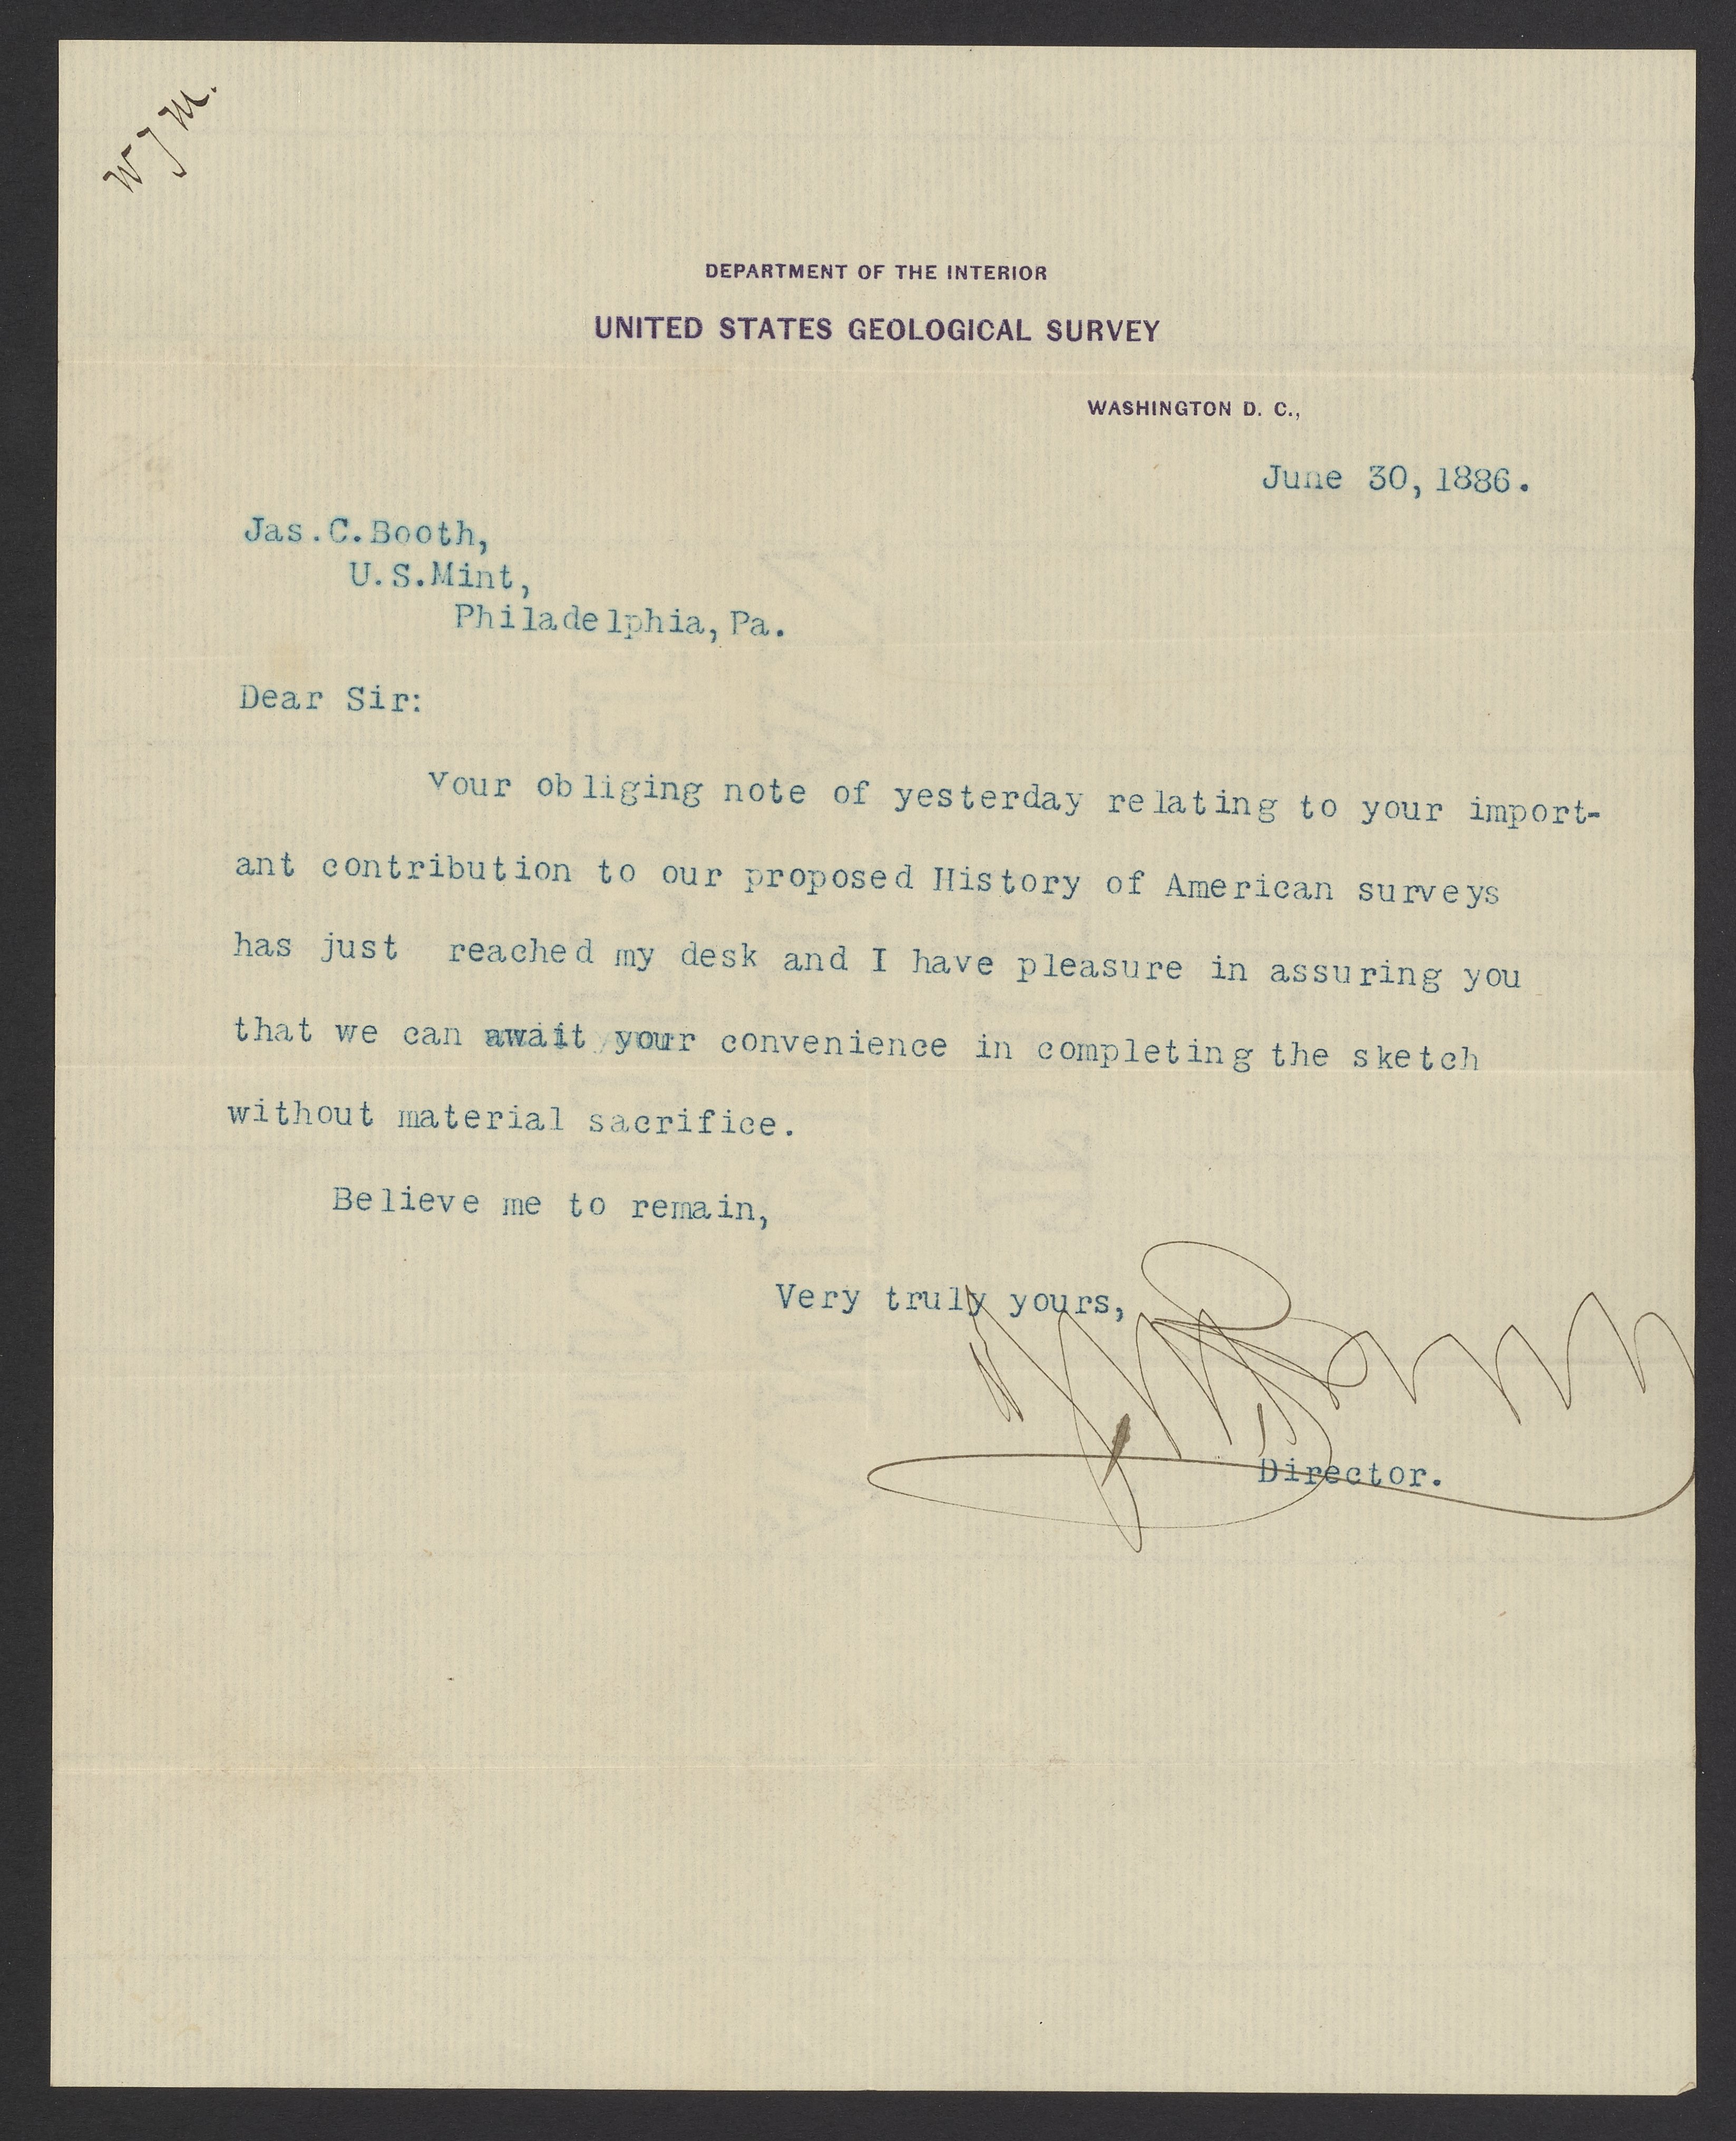 W J M.
DEPARTMENT OF THE INTERIOR
UNITED STATES GEOLOGICAL SURVEY
WASHINGTON D. C.,
June 30, 1886.
Jas. C. Booth,
U. S. Mint,
Philadelphia, Pa.
Dear Sir:
Your obliging note of yesterday relating to your import-
ant contribution to our proposed History of American surveys
has just reached my desk and I have pleasure in assuring you
that we can await your convenience in completing the sketch
without material sacrifice.
Believe me to remain,
Very truly yours,
Director.